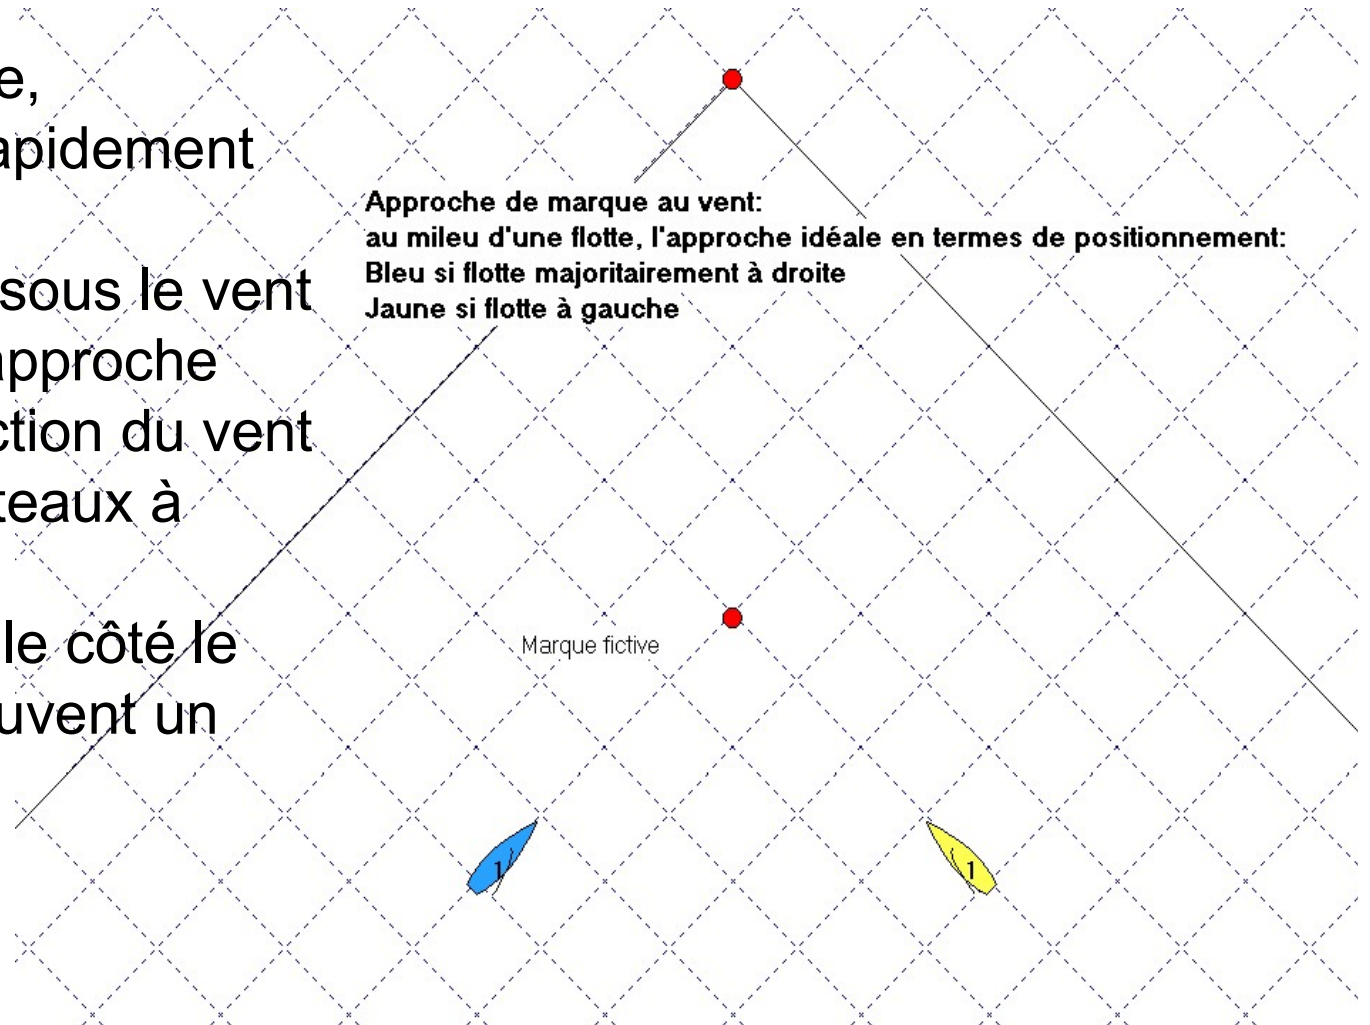 e,
apidement
Approche de marque au vent:
au mileu d'une flotte, l'approche idéale en termes de positionnement:
Bleu si flotte majoritairement à droite
Jaune si flotte à gauche
sous le vent
approche
ction du vent
teaux à
Marque fictive
le côté le
uvent un
1
1